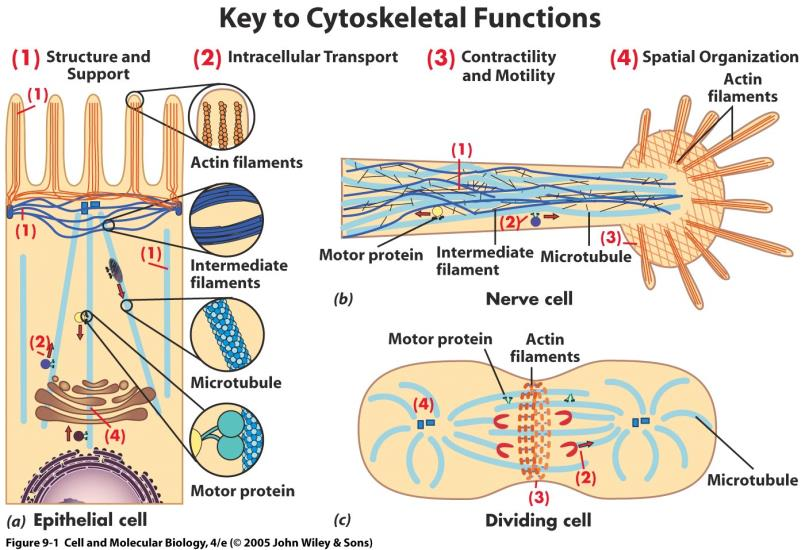 Key to Cytoskeletal Functions
(1) Structure and Support
(2) Intracellular Transport
(3) Contractility and Motility
(4) Spatial Organization
(1)
Actin filaments
(1)
Intermediate filaments
(1)
(2)
Microtubule
(4)
Motor protein
(a) Epithelial cell
Actin filaments
(1)
(2)
(3)
Motor protein
Intermediate filament
Microtubule
(b) Nerve cell
Motor protein
Actin filaments
(4)
(2)
(3)
Microtubule
(c) Dividing cell
Figure 9-1 Cell and Molecular Biology, 4/e (© 2005 John Wiley & Sons)